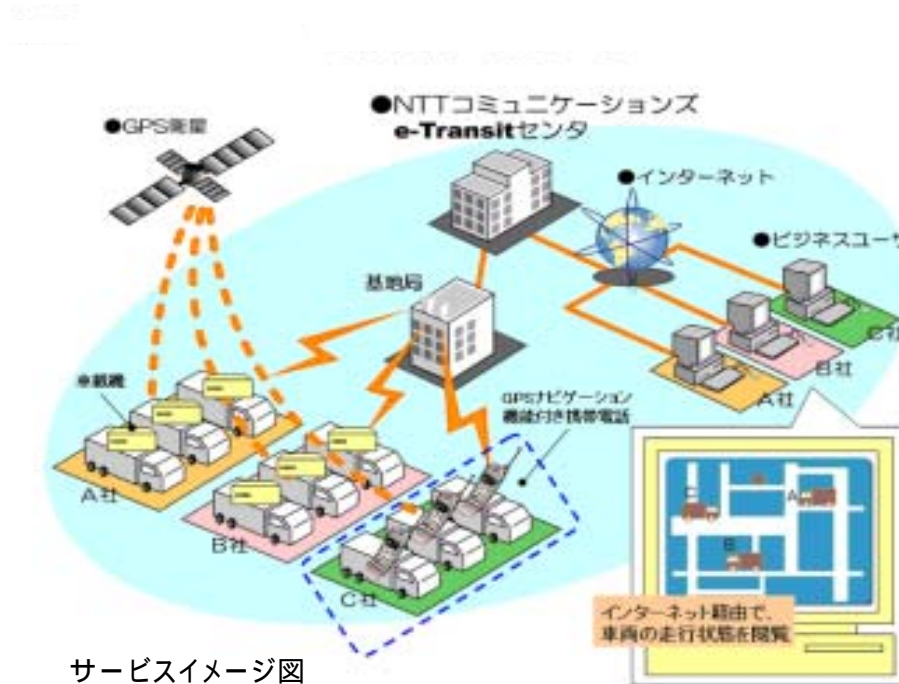 ●NTTコミュニケーションズ
e-Transitセンタ
●GPS衛星
●インターネット
●ビジネスユーザ
基地局
車載機
GPSナビゲーション
機能付き携帯電話
A社
B社
C社
A社
B社
C社
C
A
B
インターネット経由で、
車両の走行状態を閲覧
サービスイメージ図